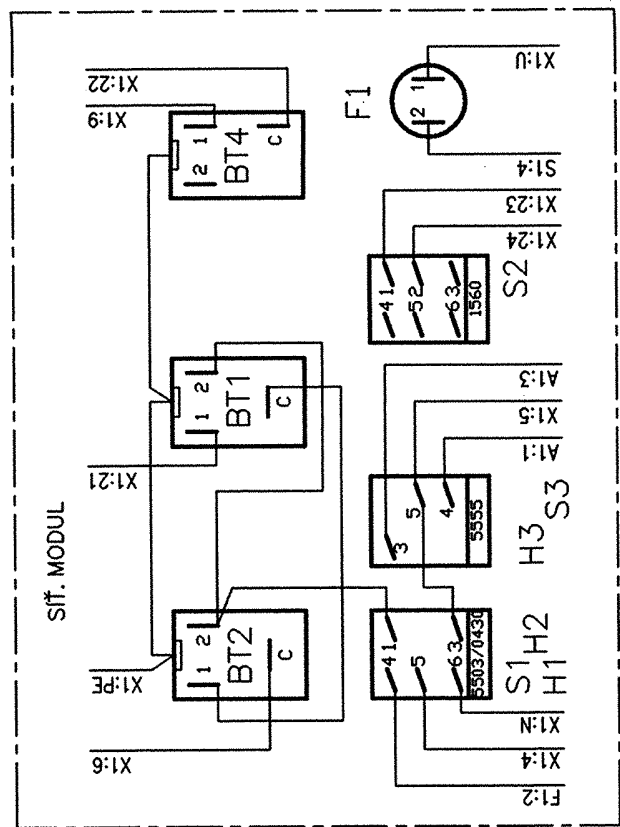 SÍŤ. MODUL
X1:22
X1:9
1
2
C
BT4
X1:21
2
1
C
BT1
X1:PE
X1:6
2
1
C
BT2
F1
1
2
X1:U
S1:4
X1:23
X1:24
41
52
63
1560
S2
A1:3
X1:5
A1:1
3
5
4
5555
H3
S3
41
5
63
5503/0430
S1
H2
H1
X1:N
X1:4
F1:2